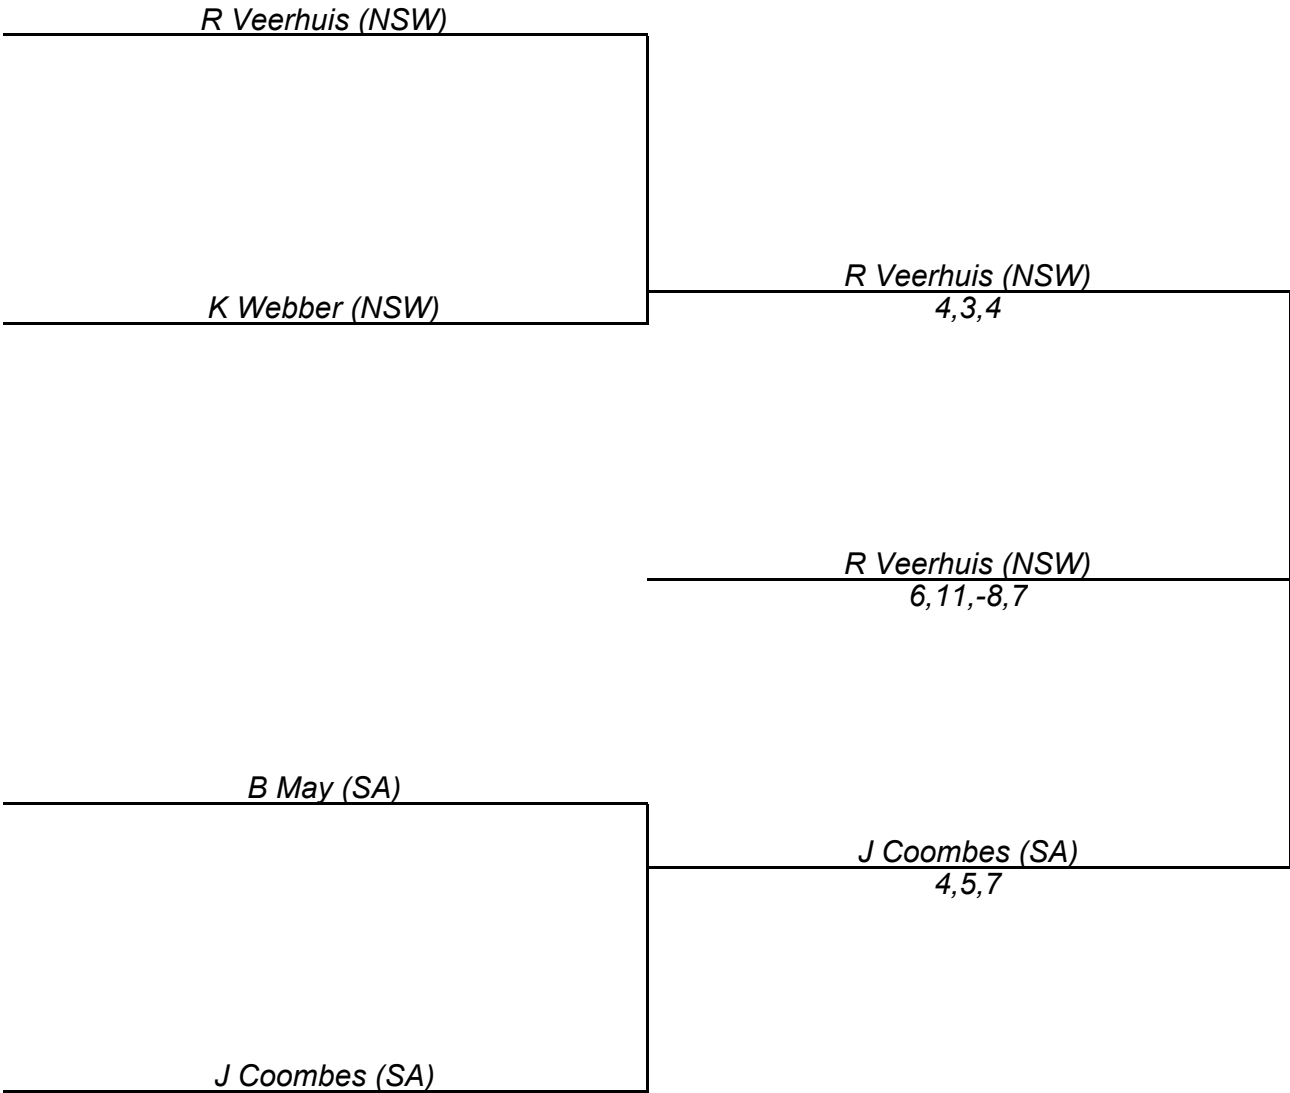 R Veerhuis (NSW)
R Veerhuis (NSW)
K Webber (NSW)
4,3,4
R Veerhuis (NSW)
6,11,-8,7
B May (SA)
J Coombes (SA)
4,5,7
J Coombes (SA)